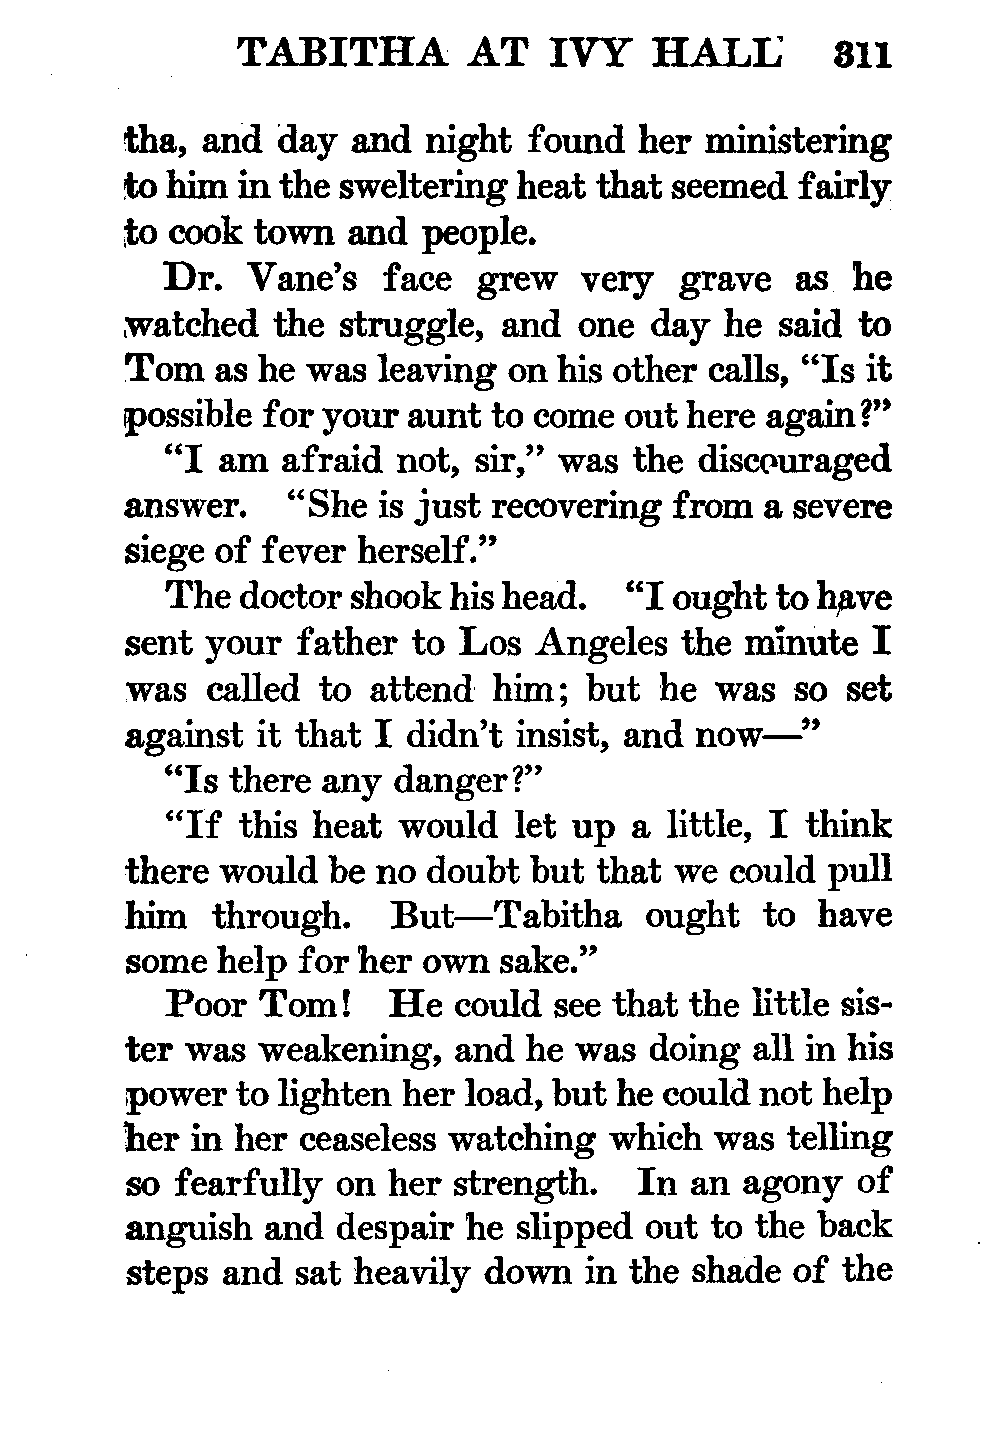 TABITHA AT IVY HALL 311
tha, and day and night found her ministering
to him in the sweltering heat that seemed fairly
to cook town and people.
Dr. Vane's face grew very grave as he
watched the struggle, and one day he said to
Tom as he was leaving on his other calls, “Is it
possible for your aunt to come out here again?”
“I am afraid not, sir,” was the discouraged
answer. “She is just recovering from a severe
siege of fever herself.”
The doctor shook his head. “I ought to have
sent your father to Los Angeles the minute I
was called to attend him; but he was so set
against it that I didn't insist, and now—”
“Is there any danger?”
“If this heat would let up a little, I think
there would be no doubt but that we could pull
him through. But—Tabitha ought to have
some help for her own sake.”
Poor Tom! He could see that the little sis-
ter was weakening, and he was doing all in his
power to lighten her load, but he could not help
her in her ceaseless watching which was telling
so fearfully on her strength. In an agony of
anguish and despair he slipped out to the back
steps and sat heavily down in the shade of the